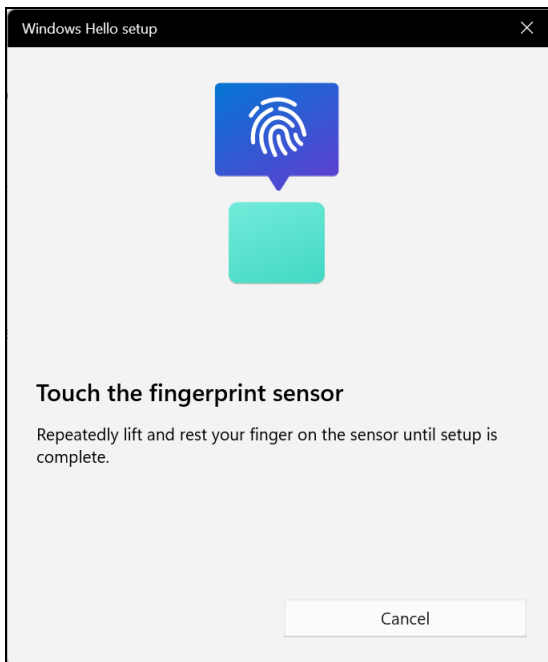 Windows Hello setup
Touch the fingerprint sensor
Repeatedly lift and rest your finger on the sensor until setup is
complete.
Cancel